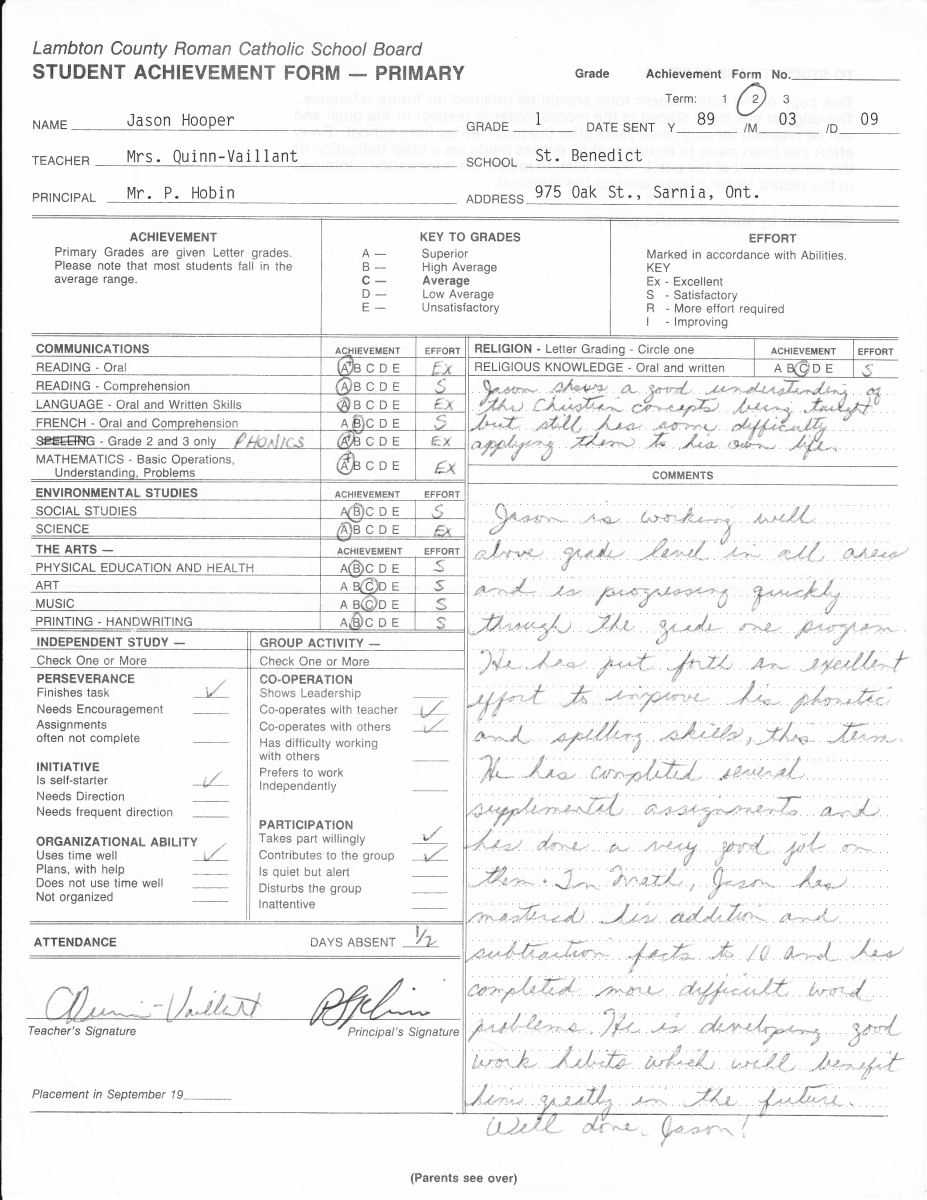 Lambton County Roman Catholic School Board
STUDENT ACHIEVEMENT FORM — PRIMARY
Grade Achievement Form No.
Term: 1 2 3
NAME Jason Hooper GRADE 1 DATE SENT Y 89 /M 03 /D 09
TEACHER Mrs. Quinn-Vaillant SCHOOL St. Benedict
PRINCIPAL Mr. P. Hobin ADDRESS 975 Oak St., Sarnia, Ont.
ACHIEVEMENT
Primary Grades are given Letter grades.
Please note that most students fall in the
average range.
KEY TO GRADES
A — Superior
B — High Average
C — Average
D — Low Average
E — Unsatisfactory
EFFORT
Marked in accordance with Abilities.
KEY
Ex - Excellent
S - Satisfactory
R - More effort required
I - Improving
COMMUNICATIONS ACHIEVEMENT EFFORT
READING - Oral A+ B C D E Ex
READING - Comprehension A B C D E S
LANGUAGE - Oral and Written Skills A B C D E Ex
FRENCH - Oral and Comprehension A B C D E S
SPELLING - Grade 2 and 3 only PHONICS A+ B C D E Ex
MATHEMATICS - Basic Operations,
Understanding, Problems A+ B C D E Ex
ENVIRONMENTAL STUDIES ACHIEVEMENT EFFORT
SOCIAL STUDIES A B C D E S
SCIENCE A B C D E Ex
THE ARTS — ACHIEVEMENT EFFORT
PHYSICAL EDUCATION AND HEALTH A B C D E S
ART A B C D E S
MUSIC A B C D E S
PRINTING - HANDWRITING A B C D E S
INDEPENDENT STUDY —
Check One or More
PERSEVERANCE
Finishes task ✓
Needs Encouragement
Assignments
often not complete
INITIATIVE
Is self-starter ✓
Needs Direction
Needs frequent direction
ORGANIZATIONAL ABILITY
Uses time well ✓
Plans, with help
Does not use time well
Not organized
GROUP ACTIVITY —
Check One or More
CO-OPERATION
Shows Leadership
Co-operates with teacher ✓
Co-operates with others ✓
Has difficulty working
with others
Prefers to work
Independently
PARTICIPATION
Takes part willingly ✓
Contributes to the group ✓
Is quiet but alert
Disturbs the group
Inattentive
ATTENDANCE DAYS ABSENT 1/2
Quinn-Vaillant
Teacher's Signature Principal's Signature
Placement in September 19
RELIGION - Letter Grading - Circle one ACHIEVEMENT EFFORT
RELIGIOUS KNOWLEDGE - Oral and written A B C D E S
Jason shows a good understanding of
the Christian concepts being taught
but still has some difficulty
applying them to his own life.
COMMENTS
Jason is working well
above grade level in all areas
and is progressing quickly
through the grade one program.
He has put forth an excellent
effort to improve his phonetic
and spelling skills, this term.
He has completed several
supplemental assignments and
has done a very good job on
them. In Math, Jason has
mastered his addition and
subtraction facts to 10 and has
completed more difficult word
problems. He is developing good
work habits which will benefit
him greatly in the future.
Well done, Jason!
(Parents see over)